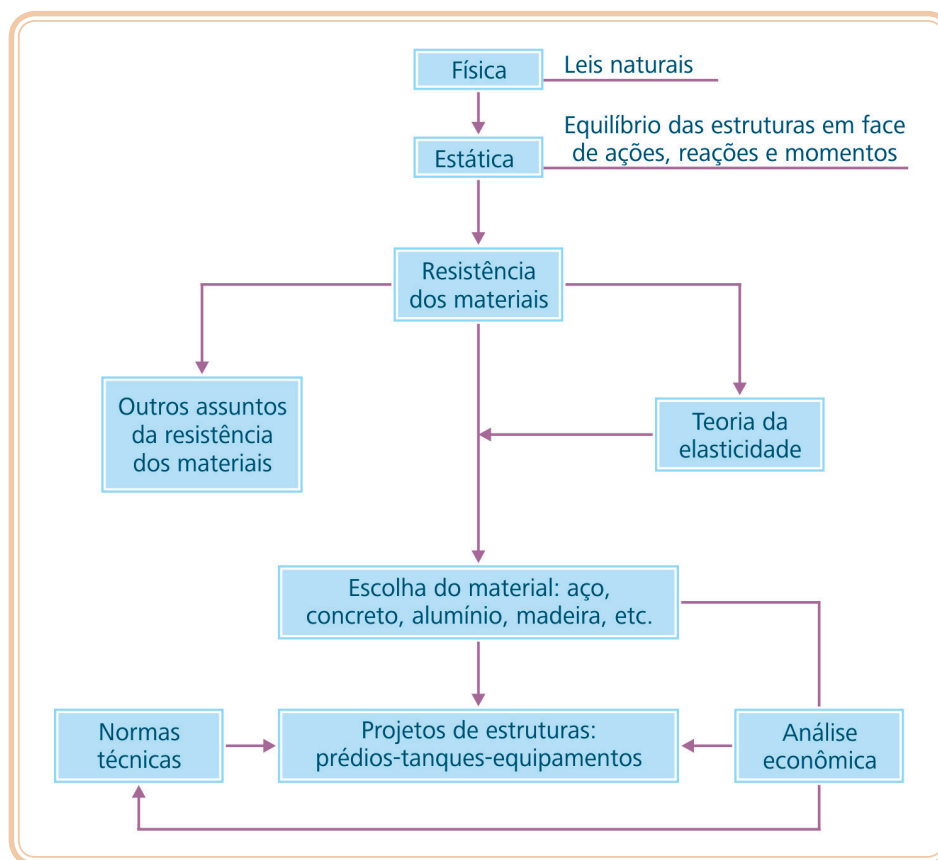 Física
Leis naturais
Estática
Equilíbrio das estruturas em face
de ações, reações e momentos
Resistência
dos materiais
Outros assuntos
da resistência
dos materiais
Teoria da
elasticidade
Escolha do material: aço,
concreto, alumínio, madeira, etc.
Normas
técnicas
Projetos de estruturas:
prédios-tanques-equipamentos
Análise
econômica